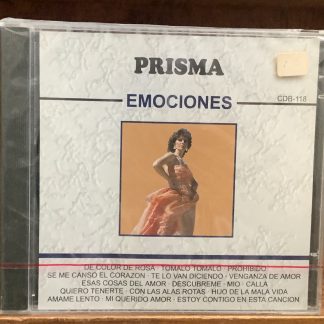 PRISMA
EMOCIONES
CDB-118
DE COLOR DE ROSA · TOMALO TOMALO · PROHIBIDO
SE ME CANSO EL CORAZON · TE LO VAN DICIENDO · VENGANZA DE AMOR
ESAS COSAS DEL AMOR · DESCUBREME · MIO · CALLA
QUIERO TENERTE · CON LAS ALAS ROTAS · HIJO DE LA MALA VIDA
AMAME LENTO · MI QUERIDO AMOR · ESTOY CONTIGO EN ESTA CANCION